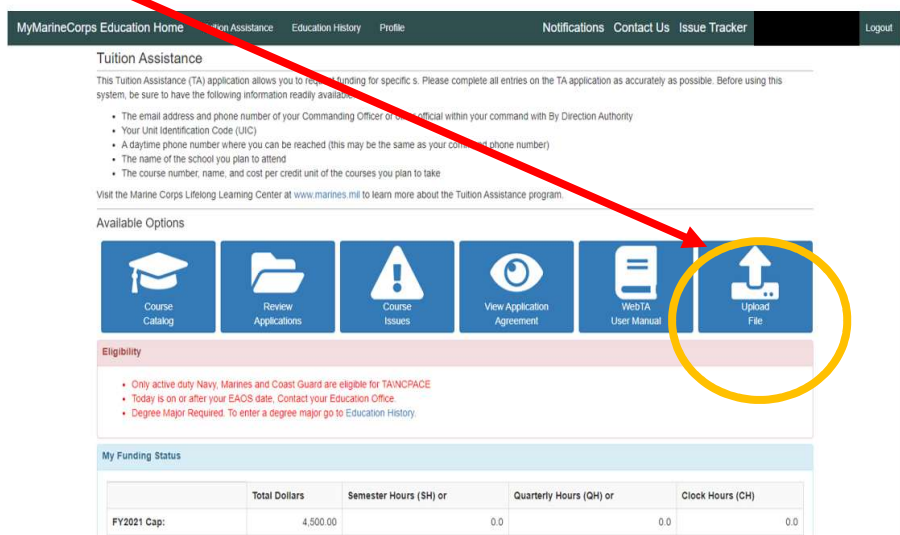 MyMarineCorps Education Home Tuition Assistance Education History Profile Notifications Contact Us Issue Tracker Logout
Tuition Assistance
This Tuition Assistance (TA) application allows you to request funding for specific s. Please complete all entries on the TA application as accurately as possible. Before using this
system, be sure to have the following information readily available
• The email address and phone number of your Commanding Officer or other official within your command with By Direction Authority
• Your Unit Identification Code (UIC)
• A daytime phone number where you can be reached (this may be the same as your command phone number)
• The name of the school you plan to attend
• The course number, name, and cost per credit unit of the courses you plan to take
Visit the Marine Corps Lifelong Learning Center at www.marines.mil to learn more about the Tuition Assistance program.
Available Options
Course Review Course View Application WebTA Upload
Catalog Applications Issues Agreement User Manual File
Eligibility
• Only active duty Navy, Marines and Coast Guard are eligible for TA\NCPACE
• Today is on or after your EAOS date, Contact your Education Office.
• Degree Major Required. To enter a degree major go to Education History.
My Funding Status
Total Dollars Semester Hours (SH) or Quarterly Hours (QH) or Clock Hours (CH)
FY2021 Cap: 4,500.00 0.0 0.0 0.0